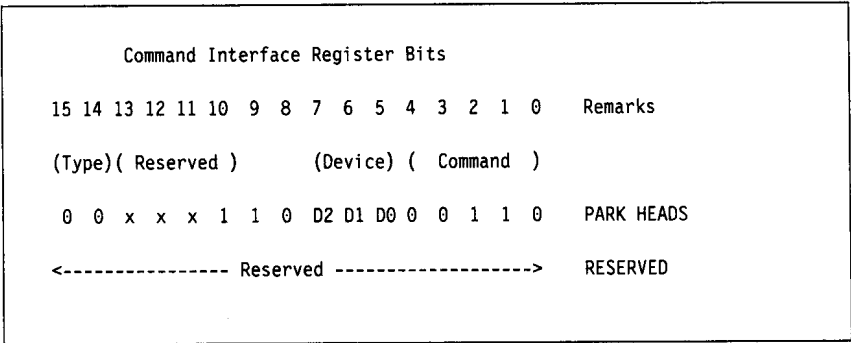 Command Interface Register Bits
15 14 13 12 11 10 9 8 7 6 5 4 3 2 1 0 Remarks
(Type)( Reserved ) (Device) ( Command )
0 0 x x x 1 1 0 D2 D1 D0 0 0 1 1 0 PARK HEADS
<---------------- Reserved -------------------> RESERVED